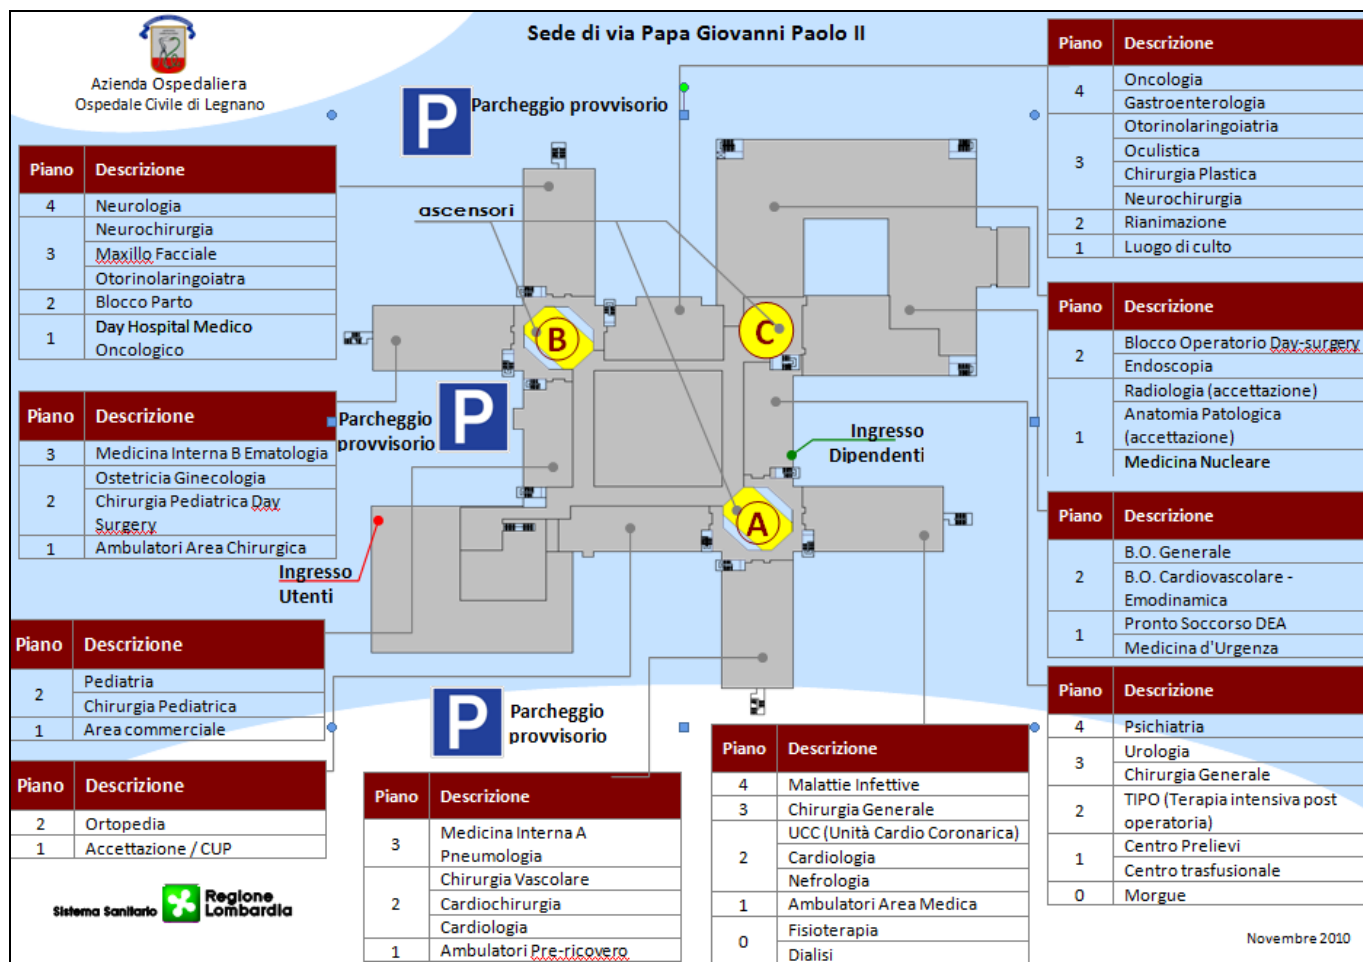 Sede di via Papa Giovanni Paolo II
Azienda Ospedaliera
Ospedale Civile di Legnano
P
Parcheggio provvisorio
ascensori
B
C
A
P
Parcheggio
provvisorio
Ingresso
Dipendenti
Ingresso
Utenti
P
Parcheggio
provvisorio
Piano Descrizione
4 Neurologia
3 Neurochirurgia
Maxillo Facciale
Otorinolaringoiatra
2 Blocco Parto
1 Day Hospital Medico
Oncologico
Piano Descrizione
3 Medicina Interna B Ematologia
2 Ostetricia Ginecologia
Chirurgia Pediatrica Day
Surgery
1 Ambulatori Area Chirurgica
Piano Descrizione
2 Pediatria
Chirurgia Pediatrica
1 Area commerciale
Piano Descrizione
2 Ortopedia
1 Accettazione / CUP
Piano Descrizione
3 Medicina Interna A
Pneumologia
2 Chirurgia Vascolare
Cardiochirurgia
Cardiologia
1 Ambulatori Pre-ricovero
Piano Descrizione
4 Malattie Infettive
3 Chirurgia Generale
2 UCC (Unità Cardio Coronarica)
Cardiologia
Nefrologia
1 Ambulatori Area Medica
0 Fisioterapia
Dialisi
Piano Descrizione
4 Oncologia
Gastroenterologia
3 Otorinolaringoiatria
Oculistica
Chirurgia Plastica
Neurochirurgia
2 Rianimazione
1 Luogo di culto
Piano Descrizione
2 Blocco Operatorio Day-surgery
Endoscopia
1 Radiologia (accettazione)
Anatomia Patologica
(accettazione)
Medicina Nucleare
Piano Descrizione
2 B.O. Generale
B.O. Cardiovascolare -
Emodinamica
1 Pronto Soccorso DEA
Medicina d'Urgenza
Piano Descrizione
4 Psichiatria
3 Urologia
Chirurgia Generale
2 TIPO (Terapia intensiva post
operatoria)
1 Centro Prelievi
Centro trasfusionale
0 Morgue
Sistema Sanitario
Regione
Lombardia
Novembre 2010